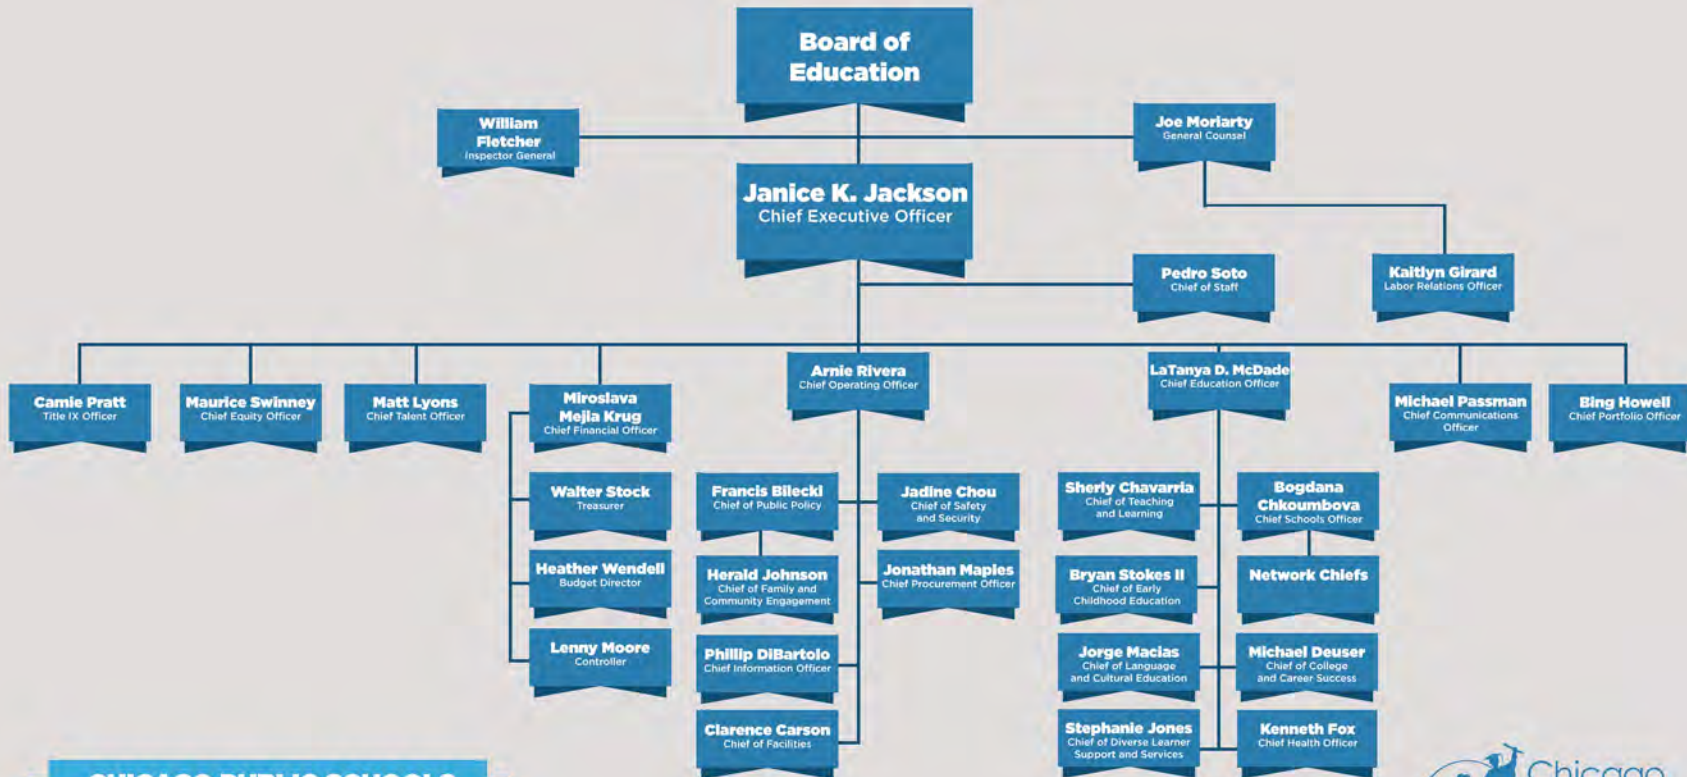 Board of
Education
William
Fletcher
Inspector General
Joe Moriarty
General Counsel
Janice K. Jackson
Chief Executive Officer
Pedro Soto
Chief of Staff
Kaitlyn Girard
Labor Relations Officer
Camie Pratt
Title IX Officer
Maurice Swinney
Chief Equity Officer
Matt Lyons
Chief Talent Officer
Miroslava
Mejia Krug
Chief Financial Officer
Arnie Rivera
Chief Operating Officer
LaTanya D. McDade
Chief Education Officer
Michael Passman
Chief Communications
Officer
Bing Howell
Chief Portfolio Officer
Walter Stock
Treasurer
Francis Bilecki
Chief of Public Policy
Jadine Chou
Chief of Safety
and Security
Sherly Chavarria
Chief of Teaching
and Learning
Bogdana
Chkoumbova
Chief Schools Officer
Heather Wendell
Budget Director
Herald Johnson
Chief of Family and
Community Engagement
Jonathan Maples
Chief Procurement Officer
Bryan Stokes II
Chief of Early
Childhood Education
Network Chiefs
Lenny Moore
Controller
Phillip DiBartolo
Chief Information Officer
Jorge Macias
Chief of Language
and Cultural Education
Michael Deuser
Chief of College
and Career Success
Clarence Carson
Chief of Facilities
Stephanie Jones
Chief of Diverse Learner
Support and Services
Kenneth Fox
Chief Health Officer
CHICAGO PUBLIC SCHOOLS
Chicago